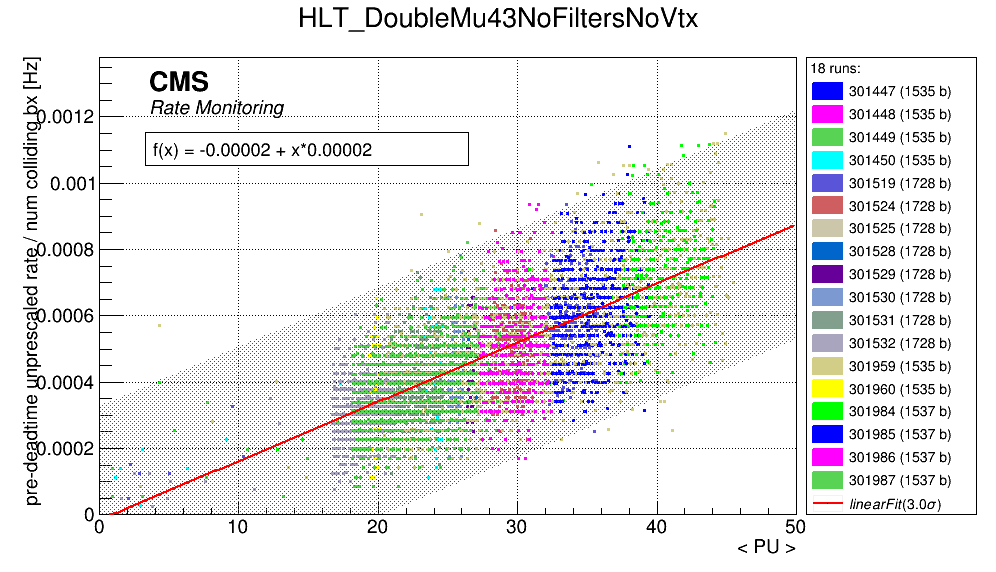 HLT_DoubleMu43NoFiltersNoVtx
pre-deadtime unprescaled rate / num colliding bx [Hz]
CMS
Rate Monitoring
f(x) = -0.00002 + x*0.00002
0.0012
0.001
0.0008
0.0006
0.0004
0.0002
0
0 10 20 30 40 50
< PU >
18 runs:
301447 (1535 b)
301448 (1535 b)
301449 (1535 b)
301450 (1535 b)
301519 (1728 b)
301524 (1728 b)
301525 (1728 b)
301528 (1728 b)
301529 (1728 b)
301530 (1728 b)
301531 (1728 b)
301532 (1728 b)
301959 (1535 b)
301960 (1535 b)
301984 (1537 b)
301985 (1537 b)
301986 (1537 b)
301987 (1537 b)
linearFit(3.0σ)